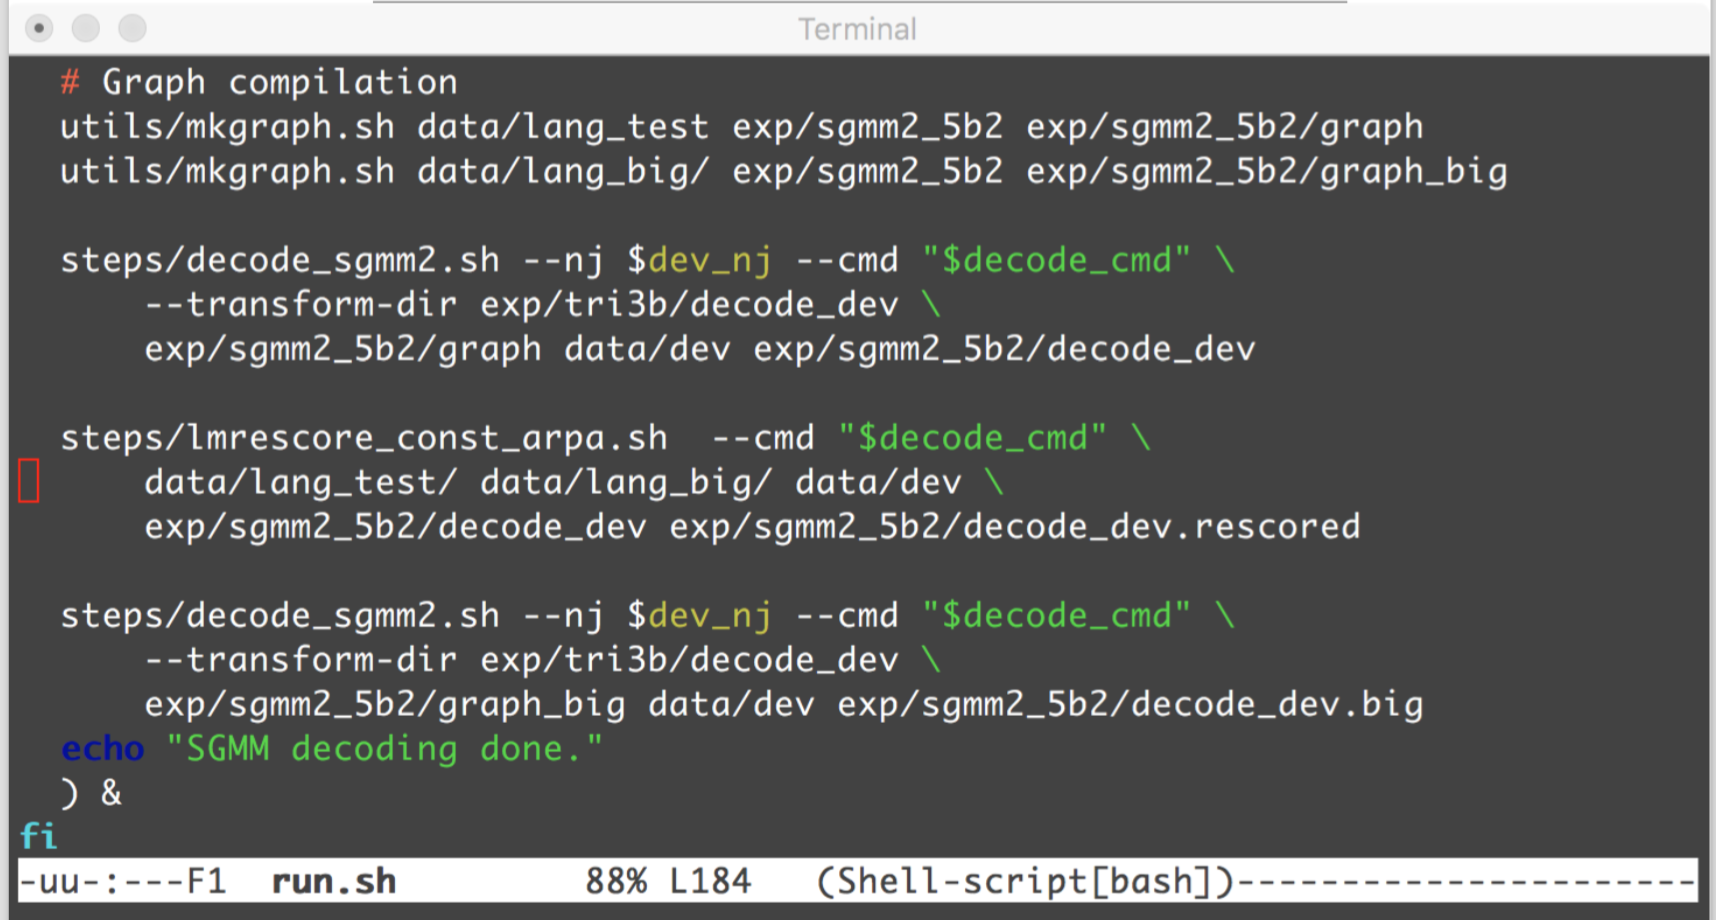 Terminal
# Graph compilation
utils/mkgraph.sh data/lang_test exp/sgmm2_5b2 exp/sgmm2_5b2/graph
utils/mkgraph.sh data/lang_big/ exp/sgmm2_5b2 exp/sgmm2_5b2/graph_big
steps/decode_sgmm2.sh --nj $dev_nj --cmd "$decode_cmd" \
--transform-dir exp/tri3b/decode_dev \
exp/sgmm2_5b2/graph data/dev exp/sgmm2_5b2/decode_dev
steps/lmrescore_const_arpa.sh  --cmd "$decode_cmd" \
data/lang_test/ data/lang_big/ data/dev \
exp/sgmm2_5b2/decode_dev exp/sgmm2_5b2/decode_dev.rescored
steps/decode_sgmm2.sh --nj $dev_nj --cmd "$decode_cmd" \
--transform-dir exp/tri3b/decode_dev \
exp/sgmm2_5b2/graph_big data/dev exp/sgmm2_5b2/decode_dev.big
echo "SGMM decoding done."
) &
fi
-uu-:---F1  run.sh         88% L184   (Shell-script[bash])----------------------